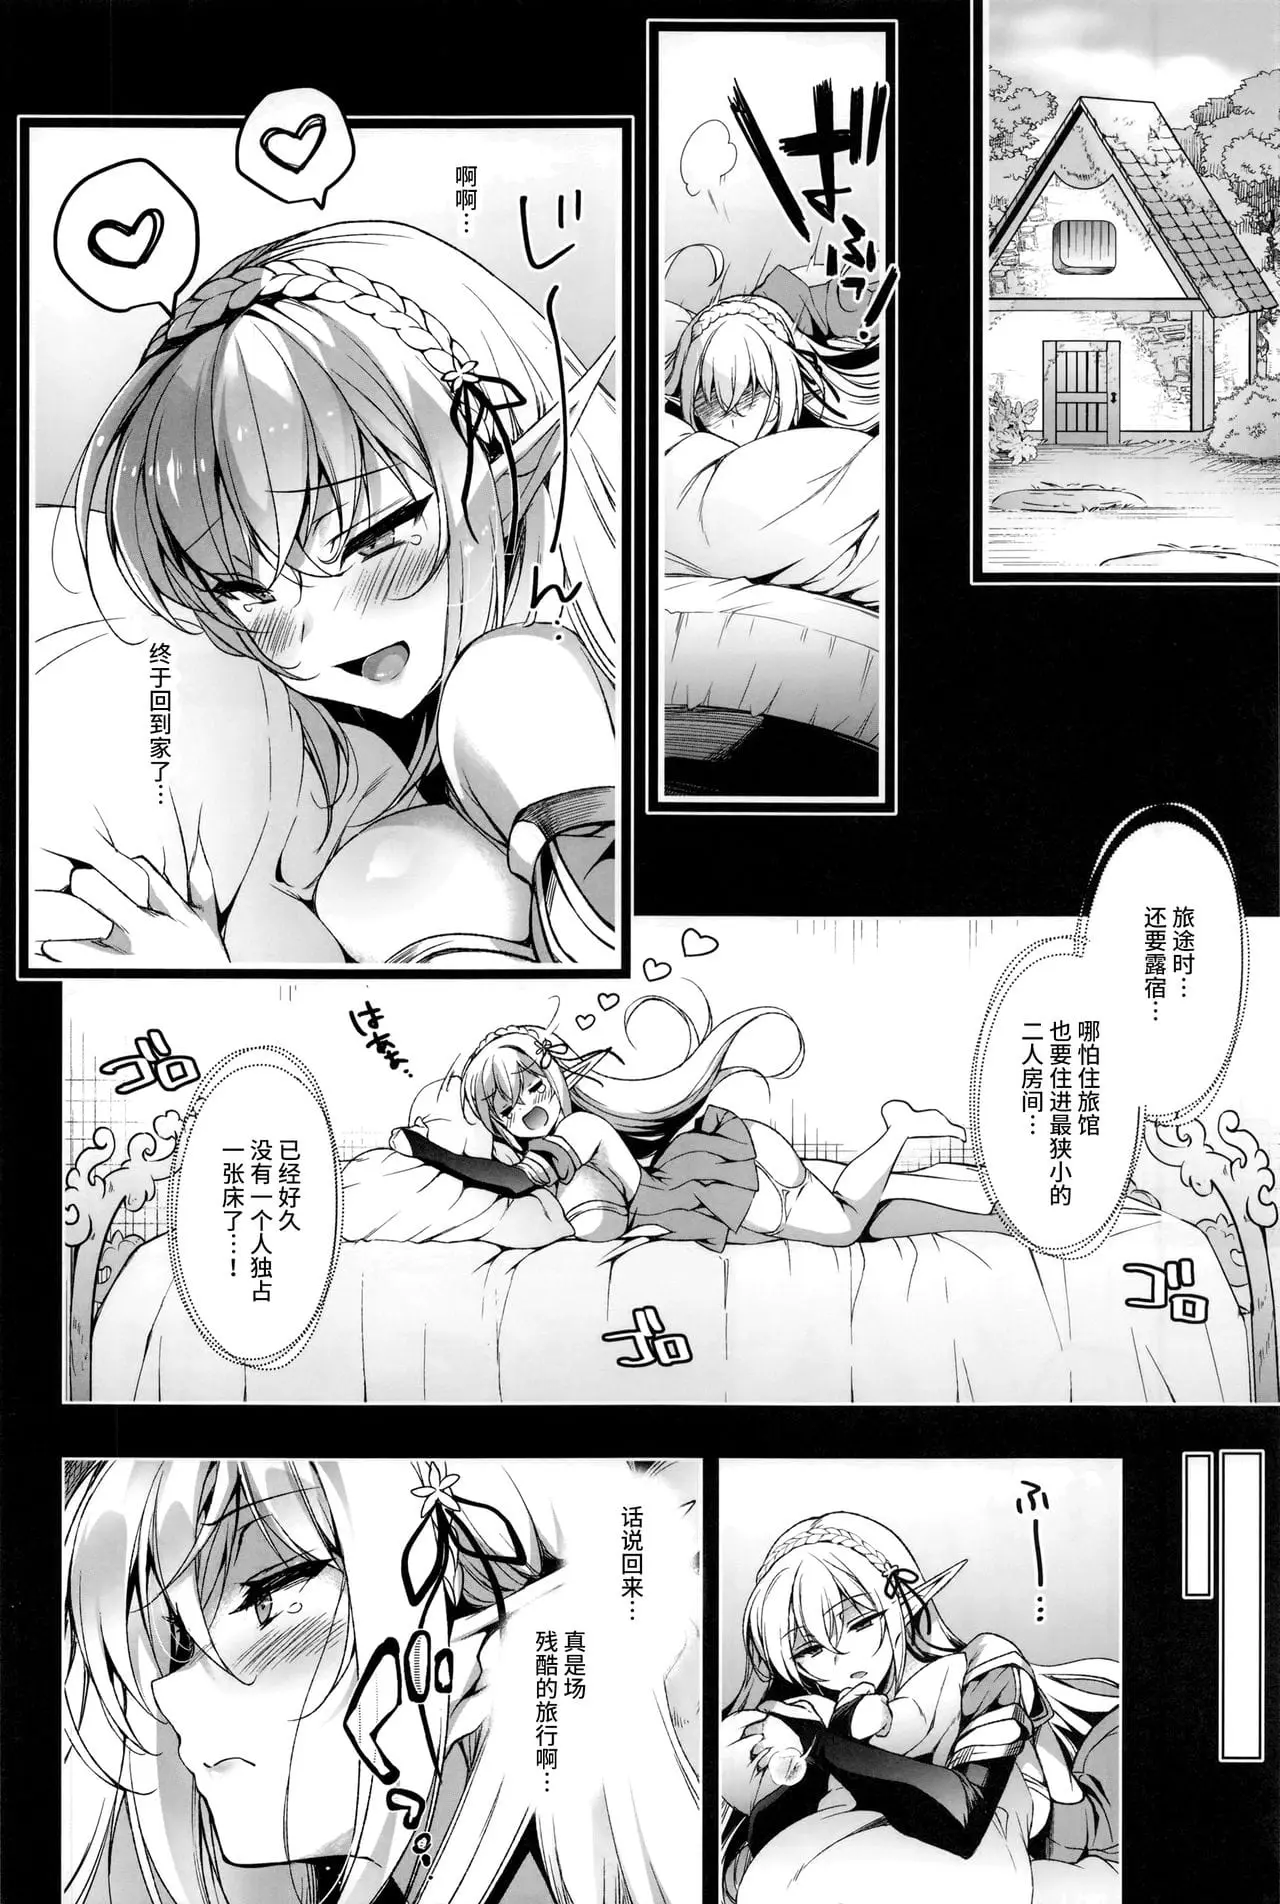 ばふっ
啊啊…
じ~ん…
终于回到家了…
旅途时…
还要露宿…
哪怕住旅馆
也要住进最狭小的
二人房间…
はぁぁ…
ゴロ
ゴロ
ゴロ
已经好久
没有一个人独占
一张床了…！
ふー…
话说回来…
真是场
残酷的旅行啊…